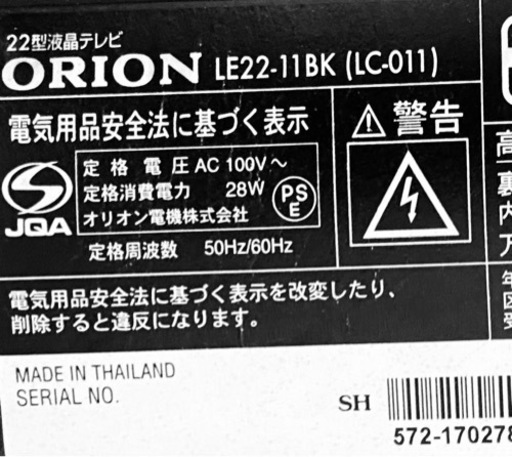 22型液晶テレビ
ORION LE22-11BK (LC-011)
電気用品安全法に基づく表示
JQA
定格電圧 AC 100V～
定格消費電力 28W
オリオン電機株式会社
PSE
定格周波数 50Hz/60Hz
警告
電気用品安全法に基づく表示を改変したり、
削除すると違反になります。
高
裏
内
MADE IN THAILAND
SERIAL NO.
SH
572-170278